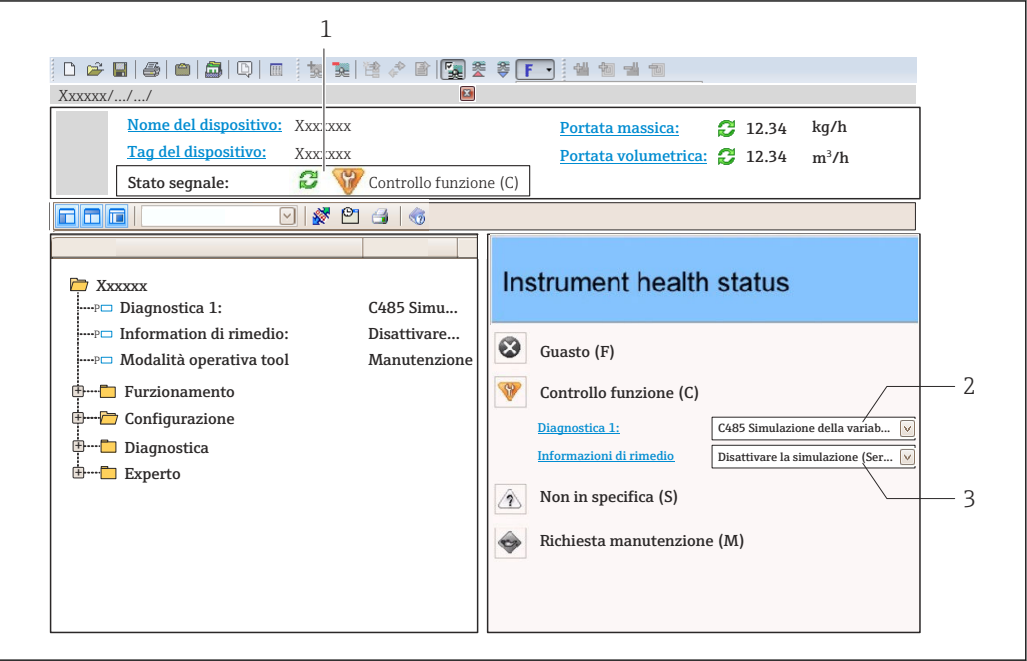 1
F
Xxxxxx/.../.../
Nome del dispositivo: Xxxxxxx
Portata massica: 12.34 kg/h
Tag del dispositivo: Xxxxxxx
Portata volumetrica: 12.34 m³/h
Stato segnale: Controllo funzione (C)
Xxxxxx
Diagnostica 1: C485 Simu...
Information di rimedio: Disattivare...
Modalità operativa tool Manutenzione
Furzionamento
Configurazione
Diagnostica
Experto
Instrument health status
Guasto (F)
Controllo funzione (C)
2
Diagnostica 1: C485 Simulazione della variab...
Informazioni di rimedio Disattivare la simulazione (Ser...
3
Non in specifica (S)
Richiesta manutenzione (M)